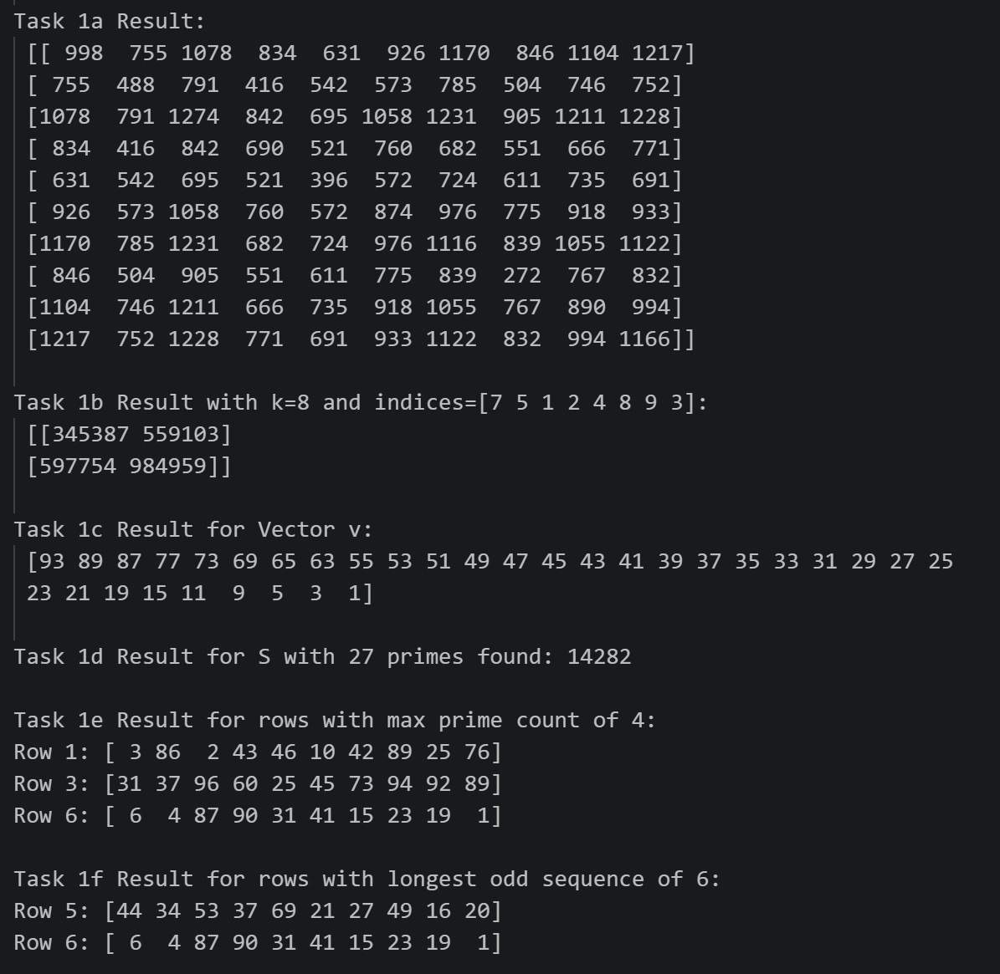 Task 1a Result:
[[ 998  755 1078  834  631  926 1170  846 1104 1217]
[ 755  488  791  416  542  573  785  504  746  752]
[1078  791 1274  842  695 1058 1231  905 1211 1228]
[ 834  416  842  690  521  760  682  551  666  771]
[ 631  542  695  521  396  572  724  611  735  691]
[ 926  573 1058  760  572  874  976  775  918  933]
[1170  785 1231  682  724  976 1116  839 1055 1122]
[ 846  504  905  551  611  775  839  272  767  832]
[1104  746 1211  666  735  918 1055  767  890  994]
[1217  752 1228  771  691  933 1122  832  994 1166]]
Task 1b Result with k=8 and indices=[7 5 1 2 4 8 9 3]:
[[345387 559103]
[597754 984959]]
Task 1c Result for Vector v:
[93 89 87 77 73 69 65 63 55 53 51 49 47 45 43 41 39 37 35 33 31 29 27 25
23 21 19 15 11  9  5  3  1]
Task 1d Result for S with 27 primes found: 14282
Task 1e Result for rows with max prime count of 4:
Row 1: [ 3 86  2 43 46 10 42 89 25 76]
Row 3: [31 37 96 60 25 45 73 94 92 89]
Row 6: [ 6  4 87 90 31 41 15 23 19  1]
Task 1f Result for rows with longest odd sequence of 6:
Row 5: [44 34 53 37 69 21 27 49 16 20]
Row 6: [ 6  4 87 90 31 41 15 23 19  1]